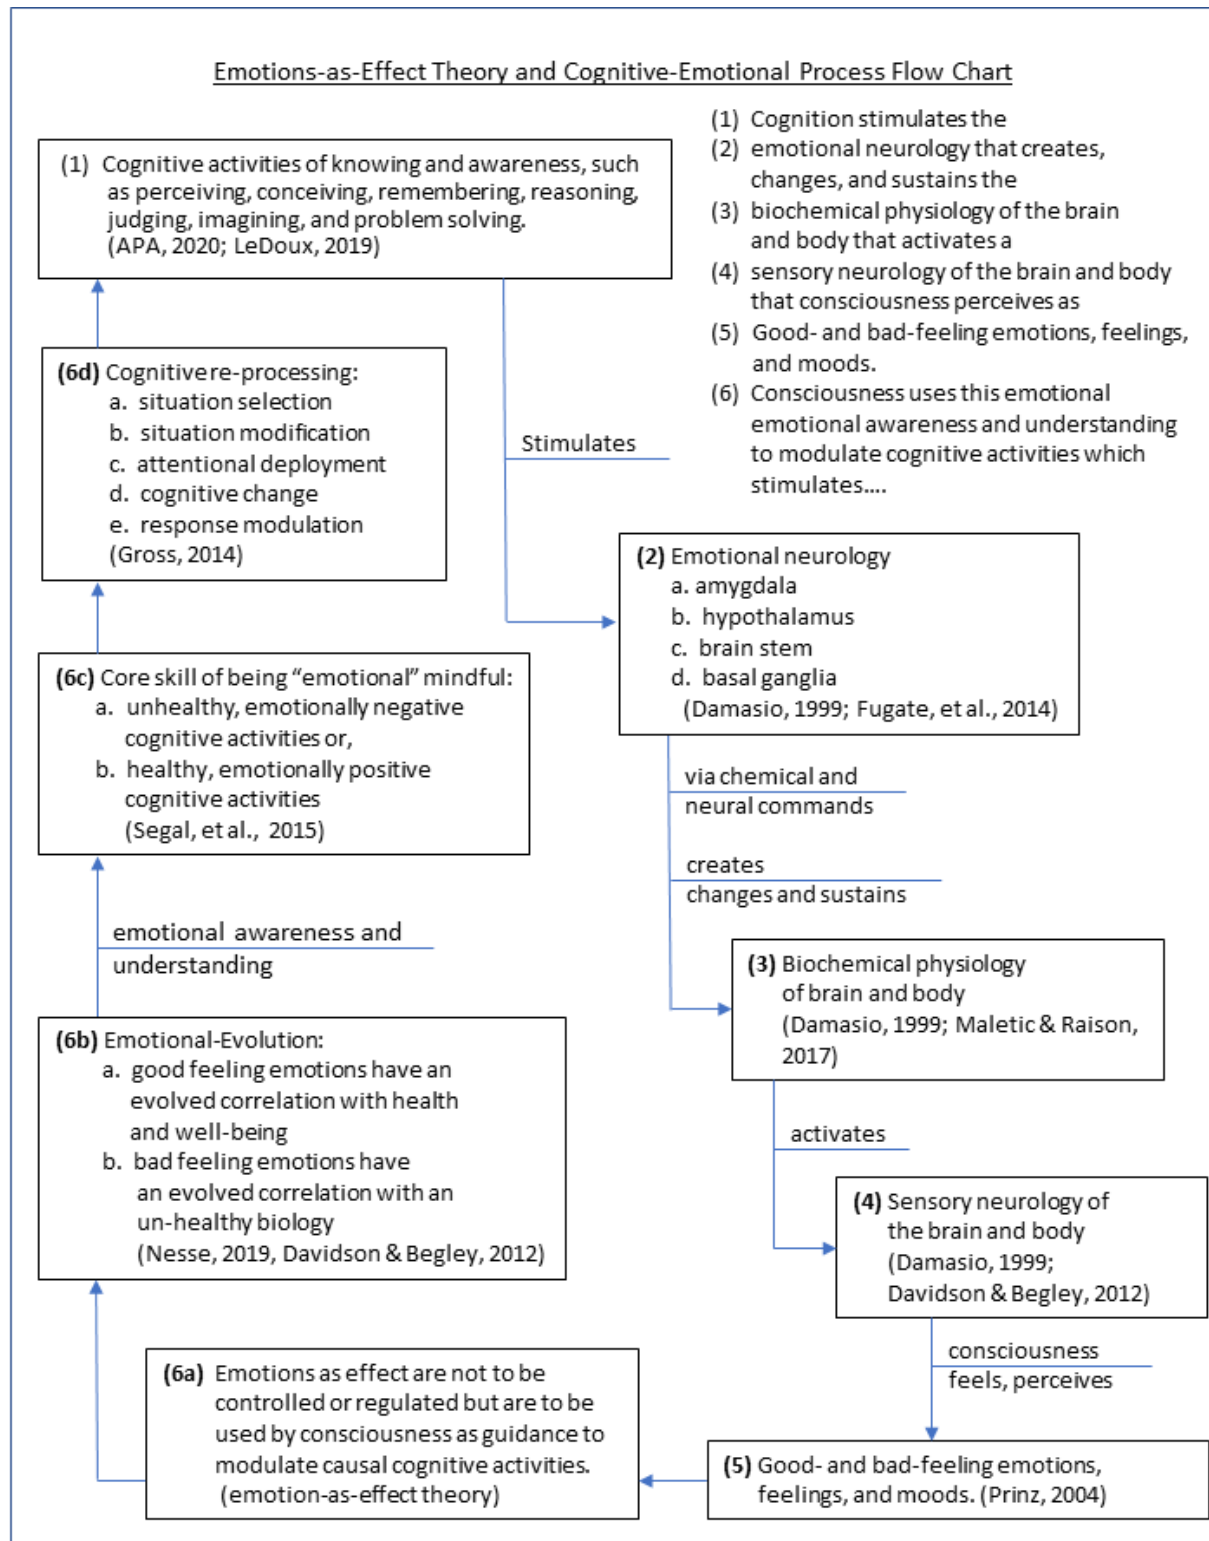 Emotions-as-Effect Theory and Cognitive-Emotional Process Flow Chart
(1) Cognitive activities of knowing and awareness, such
as perceiving, conceiving, remembering, reasoning,
judging, imagining, and problem solving.
(APA, 2020; LeDoux, 2019)
(1) Cognition stimulates the
(2) emotional neurology that creates,
changes, and sustains the
(3) biochemical physiology of the brain
and body that activates a
(4) sensory neurology of the brain and body
that consciousness perceives as
(5) Good- and bad-feeling emotions, feelings,
and moods.
(6) Consciousness uses this emotional
emotional awareness and understanding
to modulate cognitive activities which
stimulates....
Stimulates
(2) Emotional neurology
a. amygdala
b. hypothalamus
c. brain stem
d. basal ganglia
(Damasio, 1999; Fugate, et al., 2014)
via chemical and
neural commands
creates
changes and sustains
(3) Biochemical physiology
of brain and body
(Damasio, 1999; Maletic & Raison,
2017)
activates
(4) Sensory neurology of
the brain and body
(Damasio, 1999;
Davidson & Begley, 2012)
consciousness
feels, perceives
(5) Good- and bad-feeling emotions,
feelings, and moods. (Prinz, 2004)
(6a) Emotions as effect are not to be
controlled or regulated but are to be
used by consciousness as guidance to
modulate causal cognitive activities.
(emotion-as-effect theory)
(6b) Emotional-Evolution:
a. good feeling emotions have an
evolved correlation with health
and well-being
b. bad feeling emotions have
an evolved correlation with an
un-healthy biology
(Nesse, 2019, Davidson & Begley, 2012)
emotional awareness and
understanding
(6c) Core skill of being “emotional” mindful:
a. unhealthy, emotionally negative
cognitive activities or,
b. healthy, emotionally positive
cognitive activities
(Segal, et al., 2015)
(6d) Cognitive re-processing:
a. situation selection
b. situation modification
c. attentional deployment
d. cognitive change
e. response modulation
(Gross, 2014)